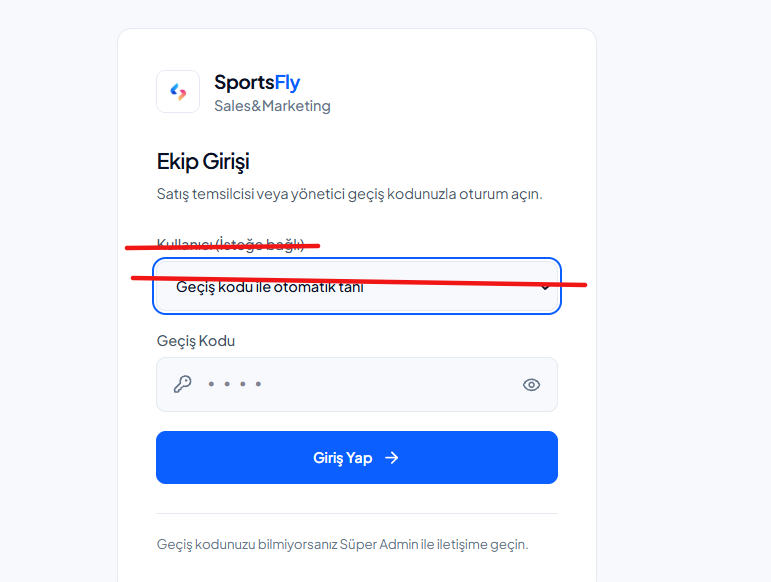 SportsFly
Sales&Marketing
Ekip Girişi
Satış temsilcisi veya yönetici geçiş kodunuzla oturum açın.
Kullanıcı (İsteğe bağlı)
Geçiş kodu ile otomatik tanı
Geçiş Kodu
Giriş Yap
Geçiş kodunuzu bilmiyorsanız Süper Admin ile iletişime geçin.